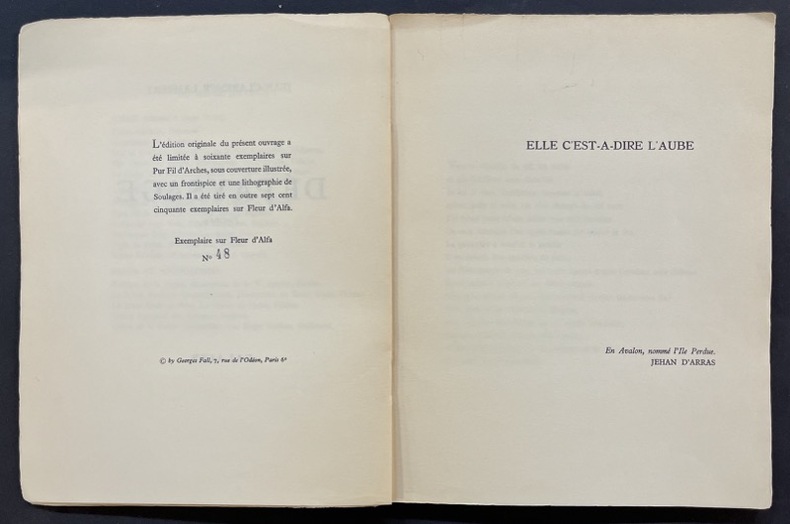 L'édition originale du présent ouvrage a
été limitée à soixante exemplaires sur
Pur Fil d'Arches, sous couverture illustrée,
avec un frontispice et une lithographie de
Soulages. Il a été tiré en outre sept cent
cinquante exemplaires sur Fleur d'Alfa.
Exemplaire sur Fleur d'Alfa
No 48
© by Georges Fall, 7, rue de l'Odéon, Paris 6e
ELLE C'EST-A-DIRE L'AUBE
En Avalon, nommé l'Ile Perdue.
JEHAN D'ARRAS